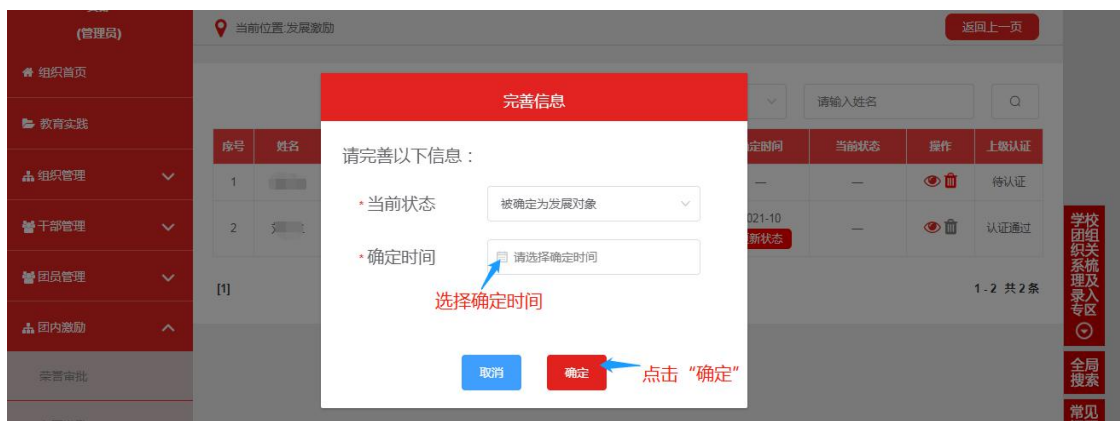 (管理员)
当前位置:发展激励
返回上一页
组织首页
教育实践
组织管理
干部管理
团员管理
团内激励
荣誉审批
请输入姓名
序号 姓名 定时间 当前状态 操作 上级认证
1 — — 待认证
2 021-10 — 认证通过
新状态
[1]
1-2 共2条
完善信息
请完善以下信息：
*当前状态 被确定为发展对象
*确定时间 请选择确定时间
选择确定时间
取消 确定
点击“确定”
学校
团组
织关
系梳
理及
录入
专区
全局
搜索
常见